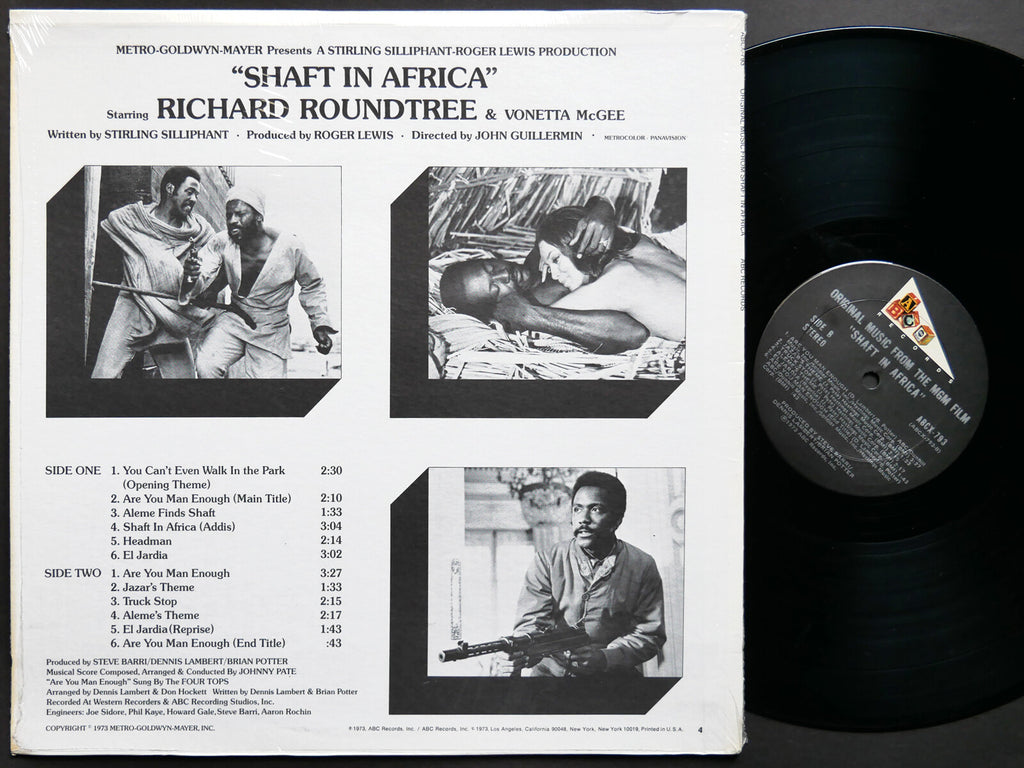 METRO-GOLDWYN-MAYER Presents A STIRLING SILLIPHANT-ROGER LEWIS PRODUCTION
“SHAFT IN AFRICA”
Starring RICHARD ROUNDTREE & VONETTA McGEE
Written by STIRLING SILLIPHANT · Produced by ROGER LEWIS · Directed by JOHN GUILLERMIN · METROCOLOR · PANAVISION
SIDE ONE 1. You Can't Even Walk In the Park 2:30
(Opening Theme)
2. Are You Man Enough (Main Title) 2:10
3. Aleme Finds Shaft 1:33
4. Shaft In Africa (Addis) 3:04
5. Headman 2:14
6. El Jardia 3:02
SIDE TWO 1. Are You Man Enough 3:27
2. Jazar's Theme 1:33
3. Truck Stop 2:15
4. Aleme's Theme 2:17
5. El Jardia (Reprise) 1:43
6. Are You Man Enough (End Title) :43
Produced by STEVE BARRI/DENNIS LAMBERT/BRIAN POTTER
Musical Score Composed, Arranged & Conducted By JOHNNY PATE
“Are You Man Enough” Sung By The FOUR TOPS
Arranged by Dennis Lambert & Don Hockett Written by Dennis Lambert & Brian Potter
Recorded At Western Recorders & ABC Recording Studios, Inc.
Engineers: Joe Sidore, Phil Kaye, Howard Gale, Steve Barri, Aaron Rochin
COPYRIGHT © 1973 METRO-GOLDWYN-MAYER, INC.
℗ 1973, ABC Records, Inc. / ABC Records, Inc. © 1973, Los Angeles, California 90048, New York, New York 10019, Printed in U.S.A. 4
ORIGINAL MUSIC FROM SHAFT IN AFRICA
ABC RECORDS
ABC
RECORDS
ORIGINAL MUSIC FROM THE MGM FILM
"SHAFT IN AFRICA"
SIDE B
STEREO
ABCX-793